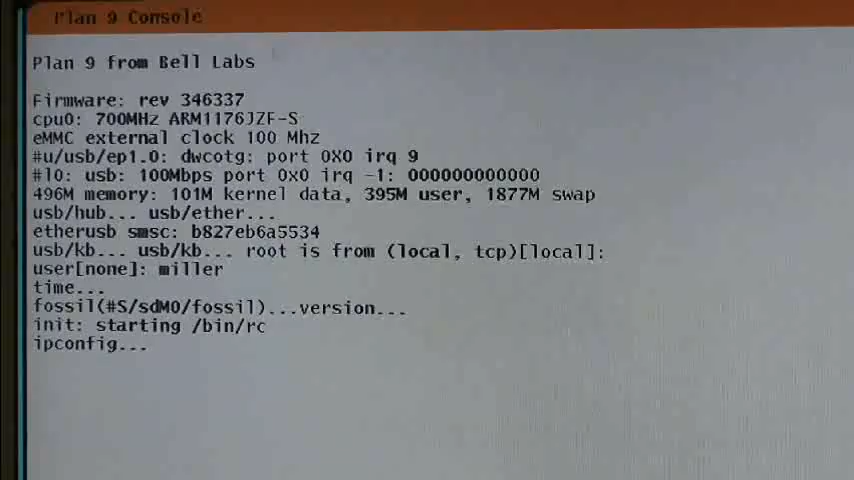 Plan 9 Console
Plan 9 from Bell Labs
Firmware: rev 346337
cpu0: 700MHz ARM1176JZF-S
eMMC external clock 100 Mhz
#u/usb/ep1.0: dwcotg: port 0X0 irq 9
#l0: usb: 100Mbps port 0x0 irq -1: 000000000000
496M memory: 101M kernel data, 395M user, 1877M swap
usb/hub... usb/ether...
etherusb smsc: b827eb6a5534
usb/kb... usb/kb... root is from (local, tcp)[local]:
user[none]: miller
time...
fossil(#S/sdM0/fossil)...version...
init: starting /bin/rc
ipconfig...